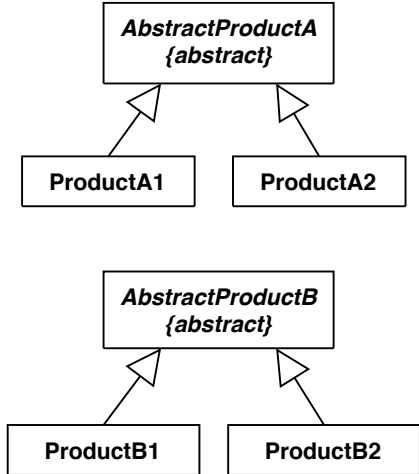 AbstractProductA
{abstract}
ProductA1
ProductA2
AbstractProductB
{abstract}
ProductB1
ProductB2